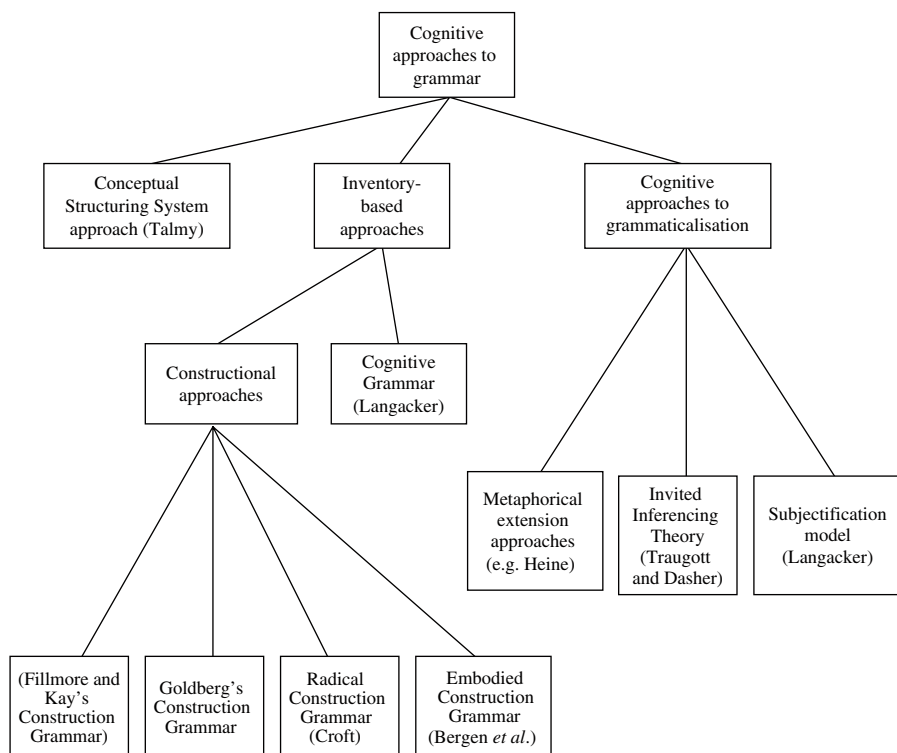 Cognitive
approaches to
grammar
Conceptual
Structuring System
approach (Talmy)
Inventory-
based
approaches
Cognitive
approaches to
grammaticalisation
Constructional
approaches
Cognitive
Grammar
(Langacker)
Metaphorical
extension
approaches
(e.g. Heine)
Invited
Inferencing
Theory
(Traugott
and Dasher)
Subjectification
model
(Langacker)
(Fillmore and
Kay’s
Construction
Grammar)
Goldberg’s
Construction
Grammar
Radical
Construction
Grammar
(Croft)
Embodied
Construction
Grammar
(Bergen et al.)